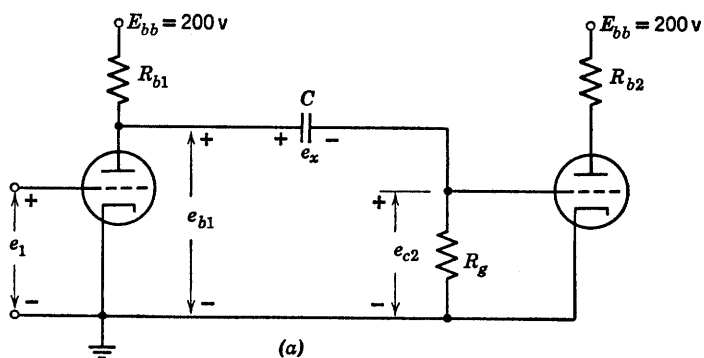 E_bb = 200 v
E_bb = 200 v
R_b1
R_b2
C
+
+ -
e_x
+
e_b1
+
e_1
e_c2
R_g
-
-
-
(a)